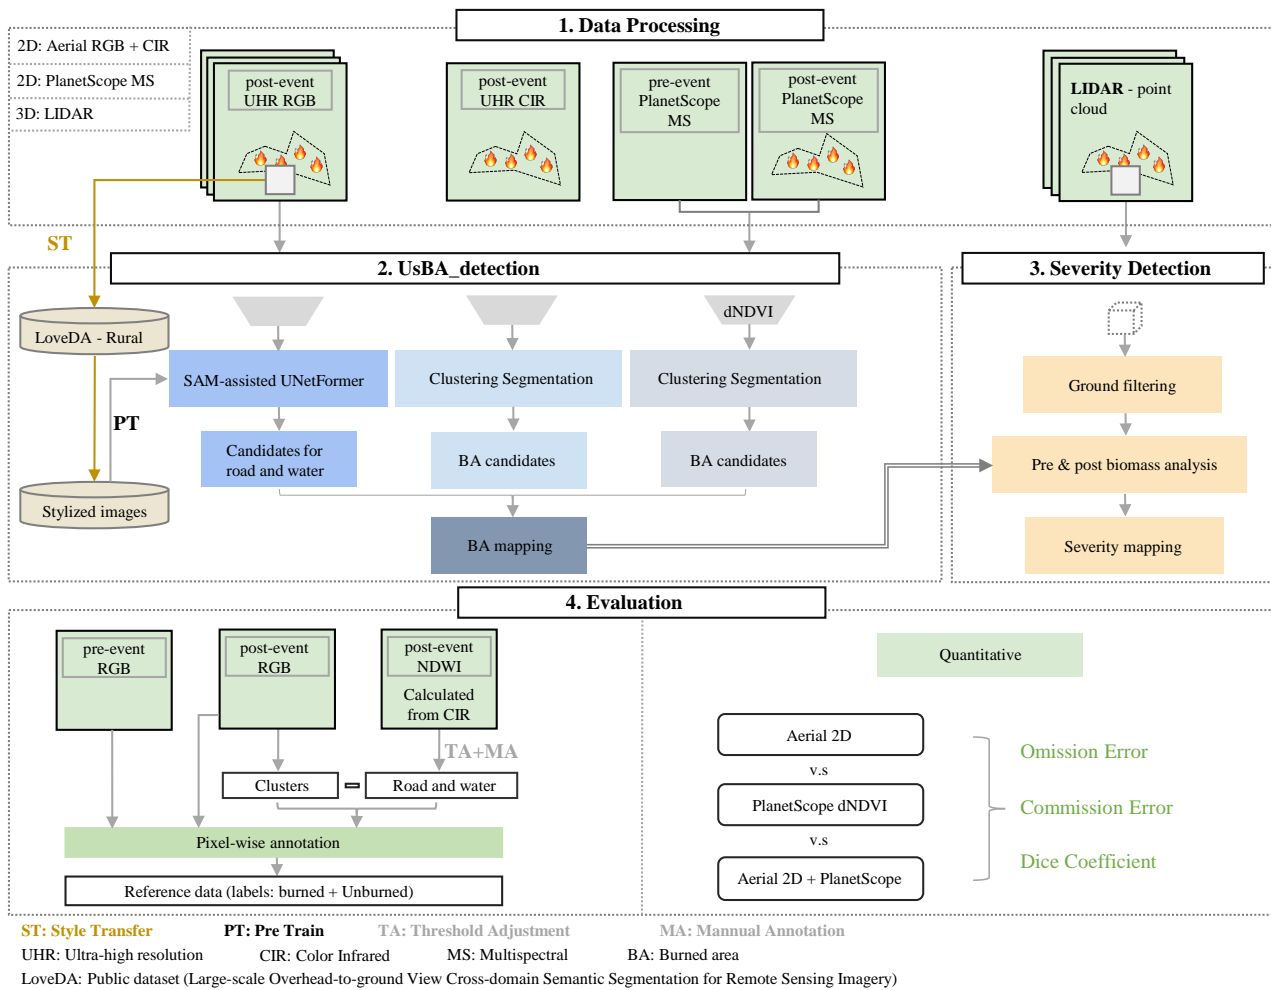 1. Data Processing
2D: Aerial RGB + CIR
2D: PlanetScope MS
3D: LIDAR
post-event
UHR RGB
post-event
UHR CIR
pre-event
PlanetScope
MS
post-event
PlanetScope
MS
LIDAR - point
cloud
ST
2. UsBA_detection
3. Severity Detection
LoveDA - Rural
dNDVI
SAM-assisted UNetFormer
Clustering Segmentation
Clustering Segmentation
Ground filtering
PT
Candidates for
road and water
BA candidates
BA candidates
Pre & post biomass analysis
Stylized images
BA mapping
Severity mapping
4. Evaluation
pre-event
RGB
post-event
RGB
post-event
NDWI
Calculated
from CIR
TA+MA
Clusters
Road and water
Pixel-wise annotation
Reference data (labels: burned + Unburned)
Quantitative
Aerial 2D
v.s
PlanetScope dNDVI
v.s
Aerial 2D + PlanetScope
Omission Error
Commission Error
Dice Coefficient
ST: Style Transfer PT: Pre Train TA: Threshold Adjustment MA: Mannual Annotation
UHR: Ultra-high resolution CIR: Color Infrared MS: Multispectral BA: Burned area
LoveDA: Public dataset (Large-scale Overhead-to-ground View Cross-domain Semantic Segmentation for Remote Sensing Imagery)